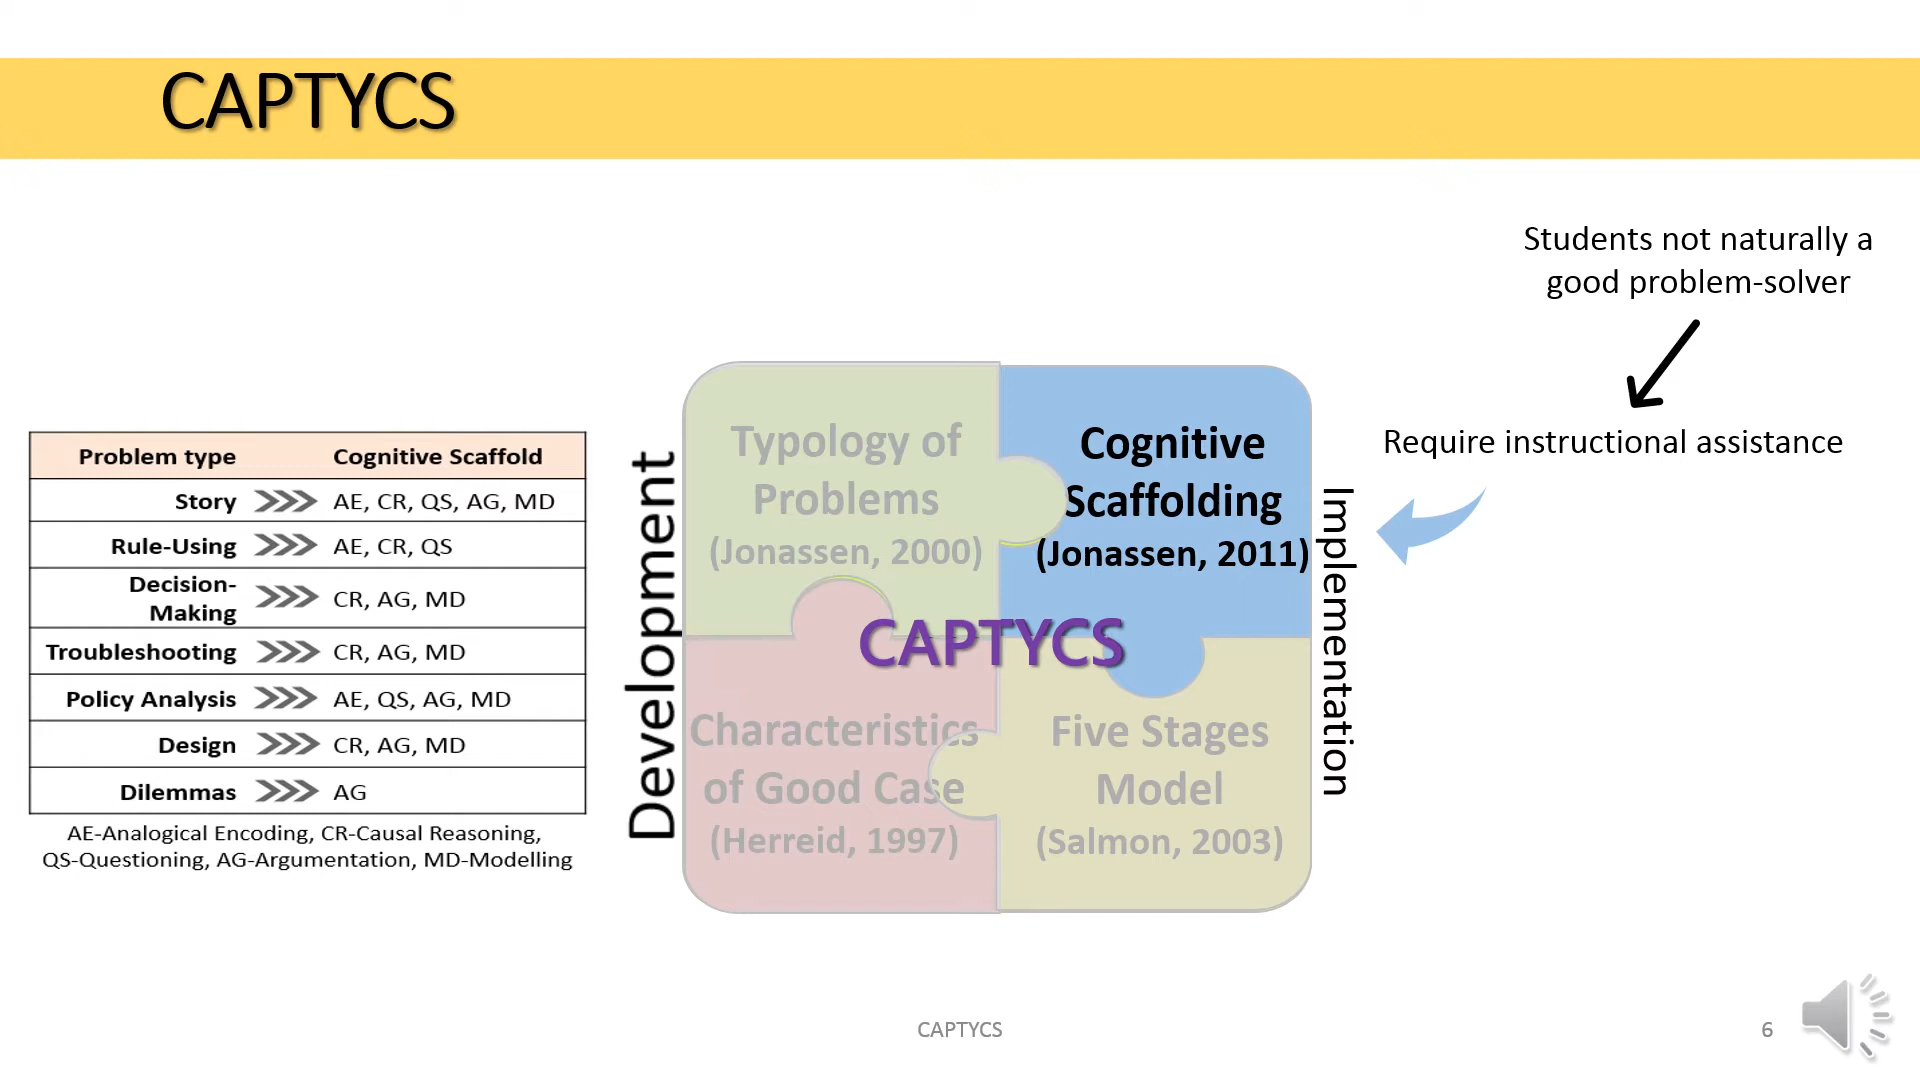 CAPTYCS
Students not naturally a
good problem-solver
Require instructional assistance
Problem type Cognitive Scaffold
Story AE, CR, QS, AG, MD
Rule-Using AE, CR, QS
Decision-
Making CR, AG, MD
Troubleshooting CR, AG, MD
Policy Analysis AE, QS, AG, MD
Design CR, AG, MD
Dilemmas AG
AE-Analogical Encoding, CR-Causal Reasoning,
QS-Questioning, AG-Argumentation, MD-Modelling
Development
Typology of
Problems
(Jonassen, 2000)
Cognitive
Scaffolding
(Jonassen, 2011)
CAPTYCS
Characteristics
of Good Case
(Herreid, 1997)
Five Stages
Model
(Salmon, 2003)
Implementation
CAPTYCS
6